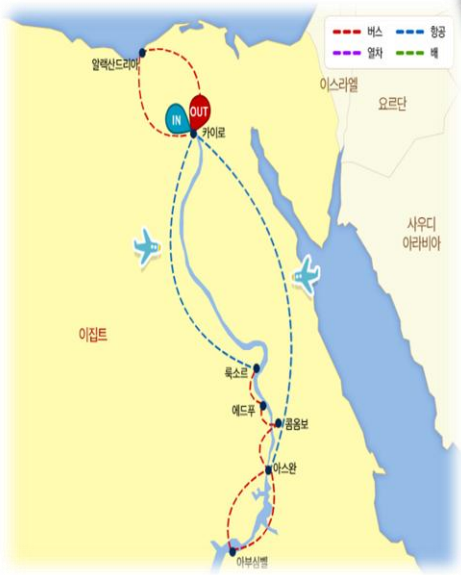 버스 항공
열차 배
알랙산드리아
이스라엘
요르단
IN OUT
카이로
사우디
아라비아
이집트
룩소르
에드푸
콤옴보
아스완
아부심벨